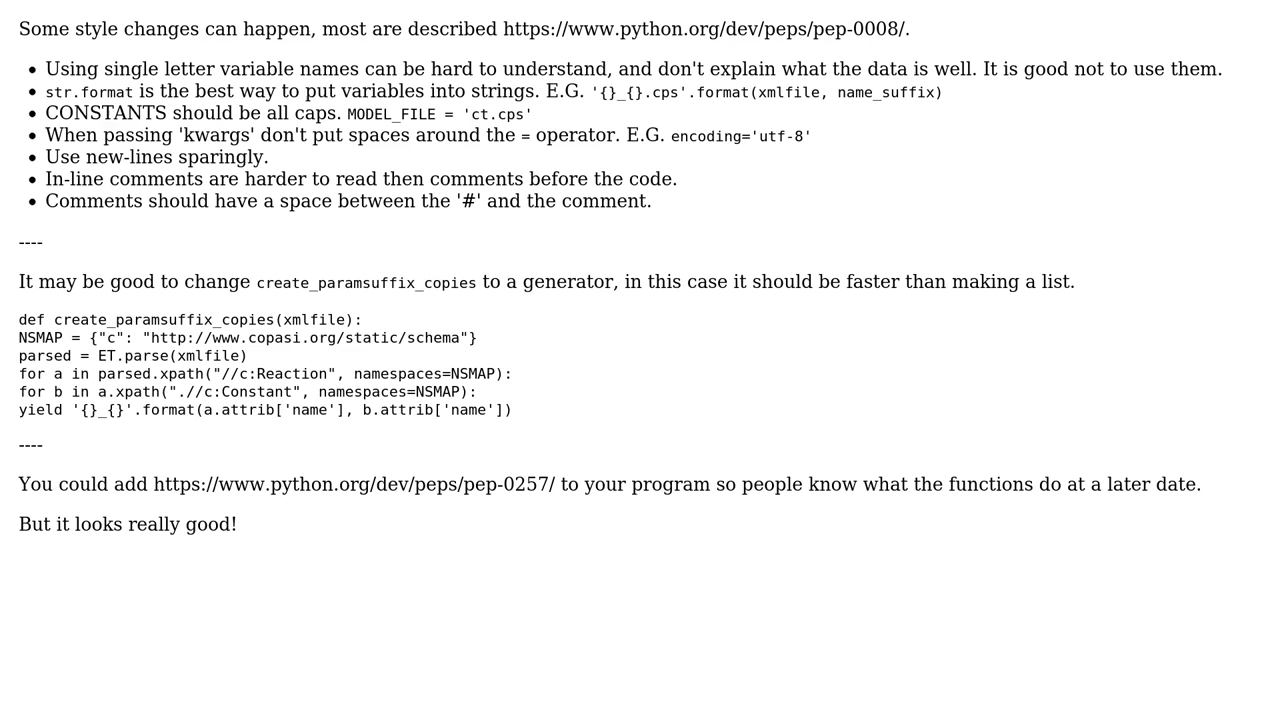 Some style changes can happen, most are described https://www.python.org/dev/peps/pep-0008/.
• Using single letter variable names can be hard to understand, and don't explain what the data is well. It is good not to use them.
• str.format is the best way to put variables into strings. E.G. '{}_{}.cps'.format(xmlfile, name_suffix)
• CONSTANTS should be all caps. MODEL_FILE = 'ct.cps'
• When passing 'kwargs' don't put spaces around the = operator. E.G. encoding='utf-8'
• Use new-lines sparingly.
• In-line comments are harder to read then comments before the code.
• Comments should have a space between the '#' and the comment.
----
It may be good to change create_paramsuffix_copies to a generator, in this case it should be faster than making a list.
def create_paramsuffix_copies(xmlfile):
NSMAP = {"c": "http://www.copasi.org/static/schema"}
parsed = ET.parse(xmlfile)
for a in parsed.xpath("//c:Reaction", namespaces=NSMAP):
for b in a.xpath(".//c:Constant", namespaces=NSMAP):
yield '{}_{}'.format(a.attrib['name'], b.attrib['name'])
----
You could add https://www.python.org/dev/peps/pep-0257/ to your program so people know what the functions do at a later date.
But it looks really good!